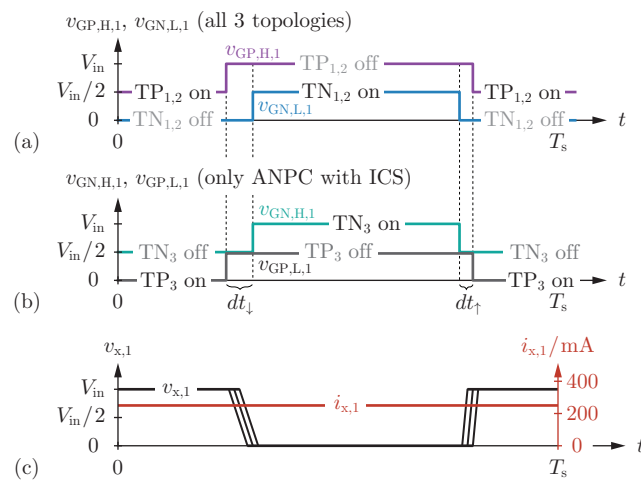 v_GP,H,1, v_GN,L,1 (all 3 topologies)
v_GP,H,1
V_in
TP_1,2 off
V_in/2
TP_1,2 on
TN_1,2 on
TP_1,2 on
0
TN_1,2 off
v_GN,L,1
TN_1,2 off
t
(a)
0
T_s
v_GN,H,1, v_GP,L,1 (only ANPC with ICS)
v_GN,H,1
V_in
TN_3 on
V_in/2
TN_3 off
TP_3 off
TN_3 off
0
TP_3 on
v_GP,L,1
TP_3 on
t
(b)
0
dt_↓
dt_↑
T_s
v_x,1
i_x,1/mA
V_in
v_x,1
400
V_in/2
i_x,1
200
0
0
t
(c)
0
T_s